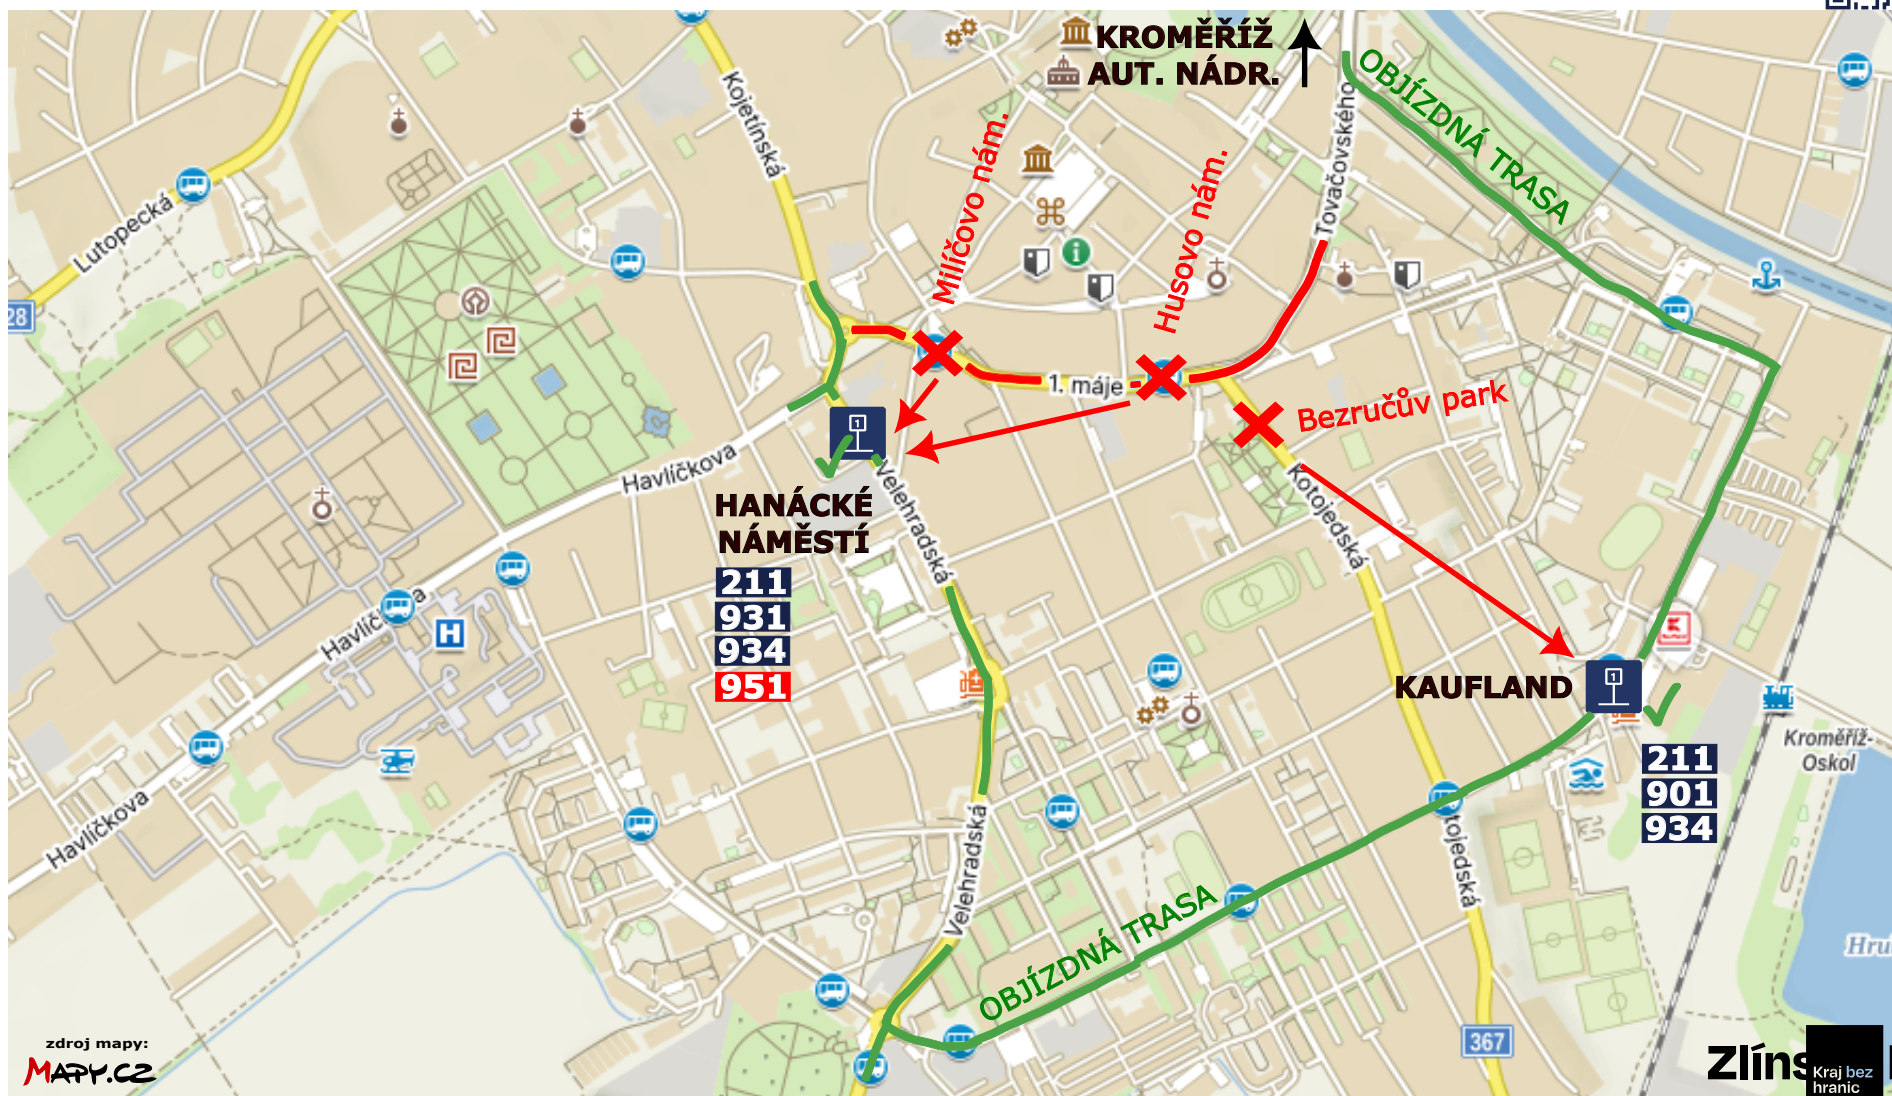 KROMĚŘÍŽ
AUT. NÁDR.
OBJÍZDNÁ TRASA
Kojetínská
Tovačovského
Milíčovo nám.
Husovo nám.
Lutopecká
28
1. máje
Bezručův park
Havlíčkova
Velehradská
Kotojedská
HANÁCKÉ
NÁMĚSTÍ
211
931
934
951
H
Havlíčkova
KAUFLAND
Kroměříž-
Oskol
211
901
934
Havlíčkova
Velehradská
OBJÍZDNÁ TRASA
367
zdroj mapy:
Mapy.cz
Kraj bez
hranic